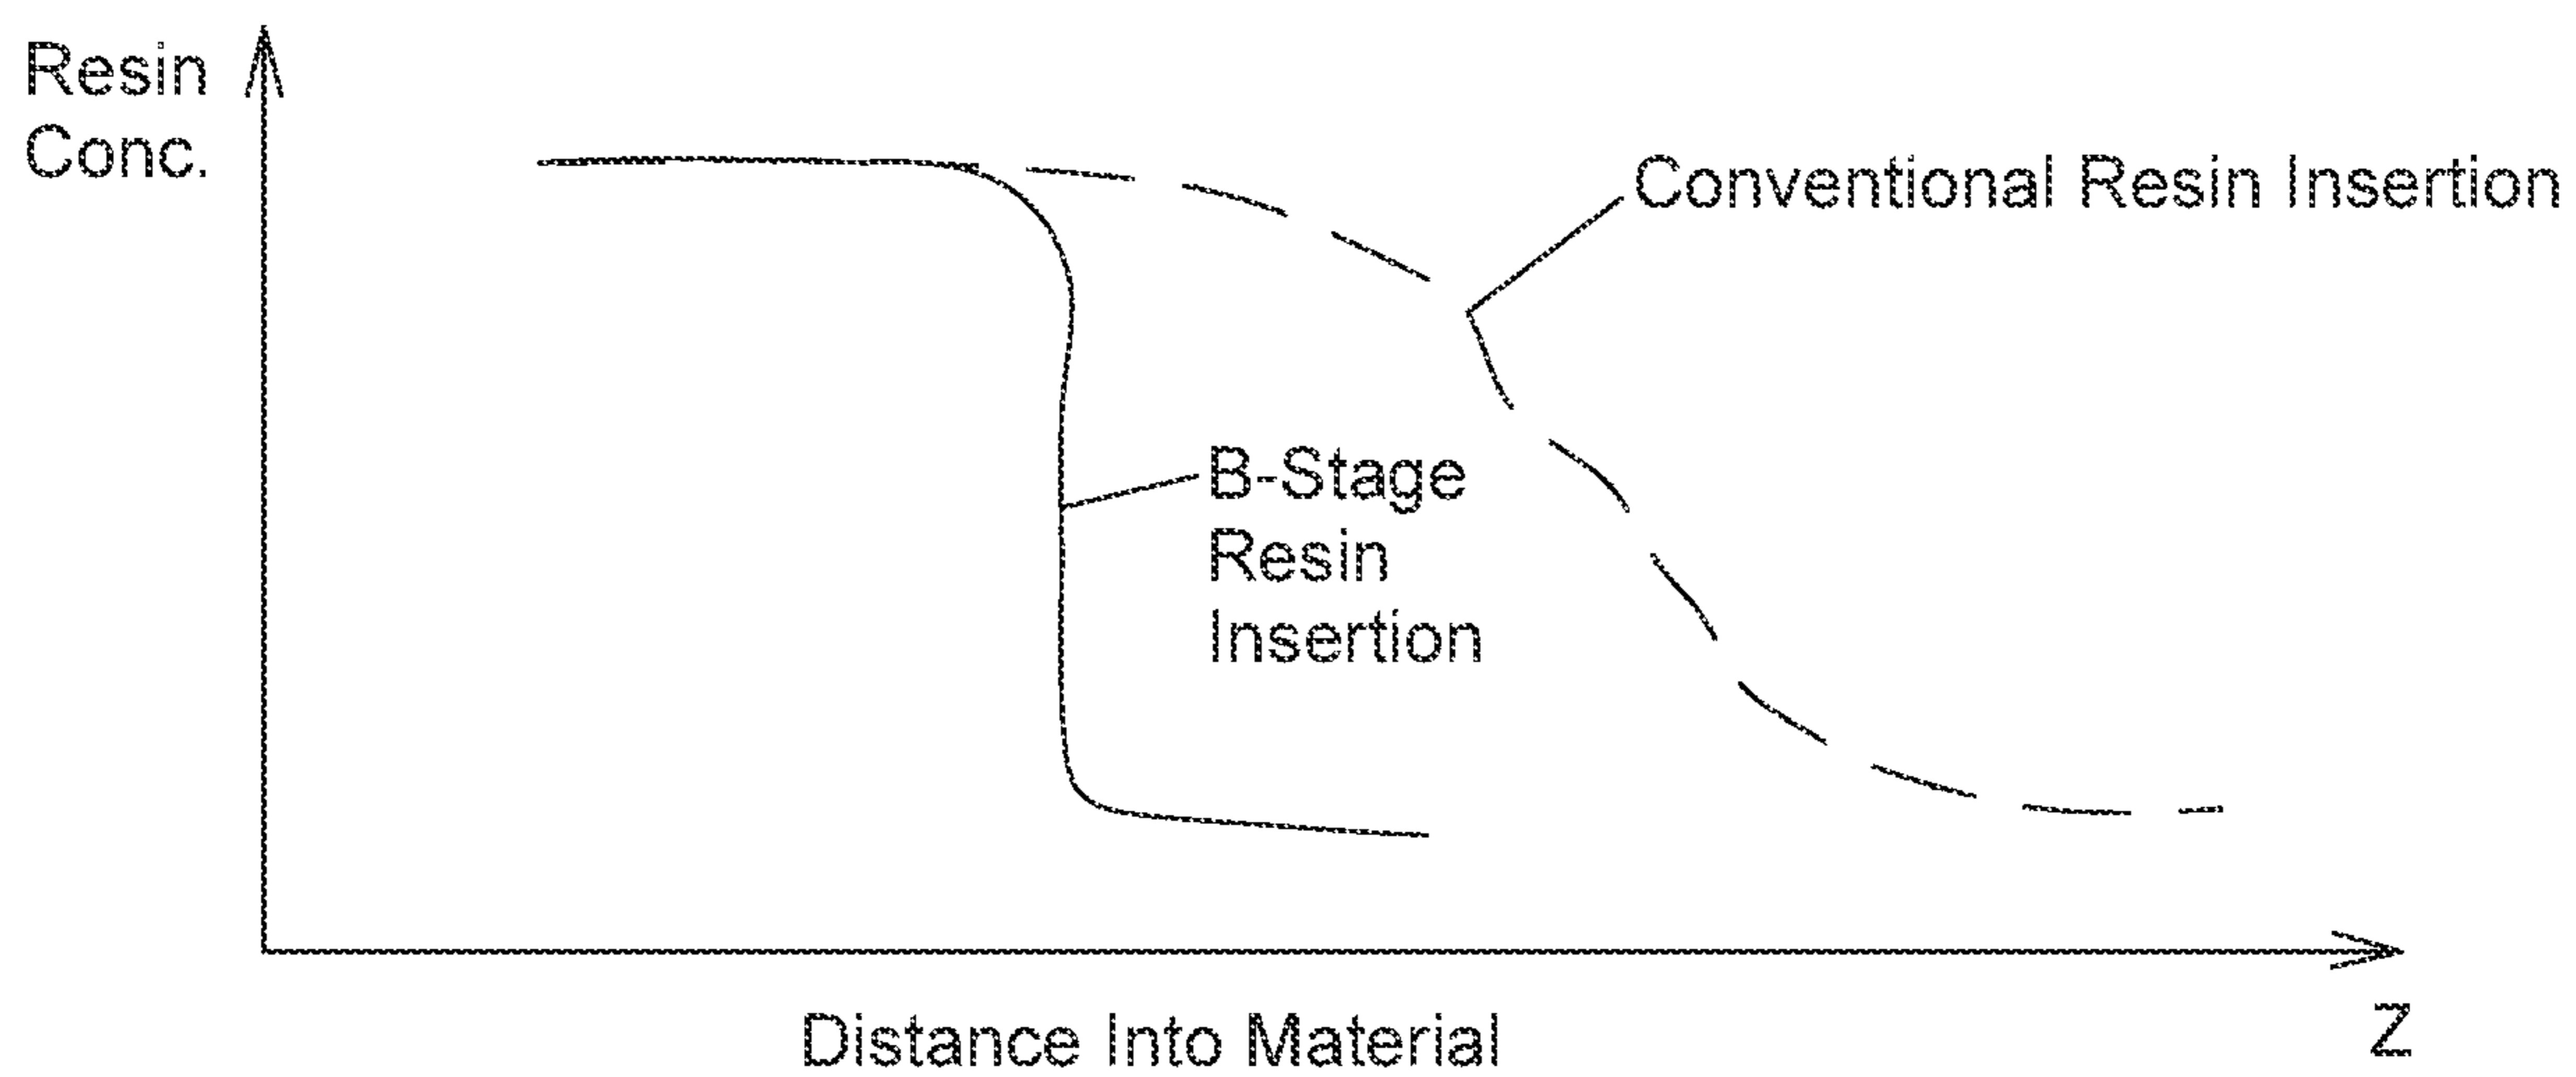 Resin
Conc.
Conventional Resin Insertion
B-Stage
Resin
Insertion
Distance Into Material
Z